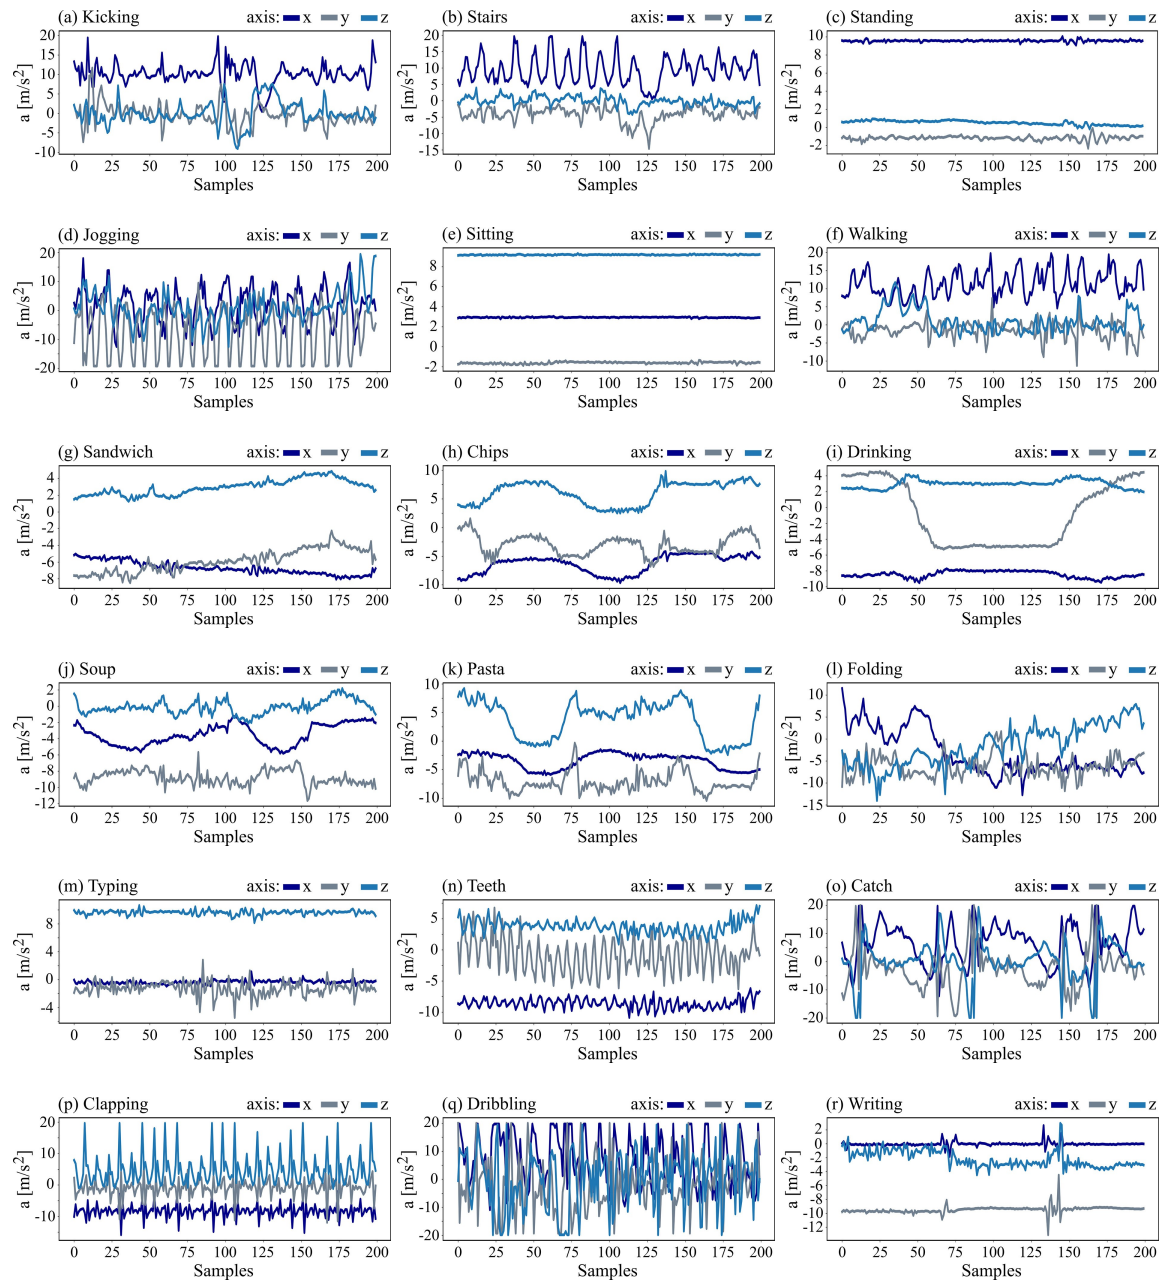 (a) Kicking axis: x y z
20
15
10
5
0
-5
-10
a [m/s²]
0 25 50 75 100 125 150 175 200
Samples
(b) Stairs axis: x y z
20
15
10
5
0
-5
-10
-15
a [m/s²]
0 25 50 75 100 125 150 175 200
Samples
(c) Standing axis: x y z
10
8
6
4
2
0
-2
a [m/s²]
0 25 50 75 100 125 150 175 200
Samples
(d) Jogging axis: x y z
20
10
0
-10
-20
a [m/s²]
0 25 50 75 100 125 150 175 200
Samples
(e) Sitting axis: x y z
8
6
4
2
0
-2
a [m/s²]
0 25 50 75 100 125 150 175 200
Samples
(f) Walking axis: x y z
20
15
10
5
0
-5
-10
a [m/s²]
0 25 50 75 100 125 150 175 200
Samples
(g) Sandwich axis: x y z
4
2
0
-2
-4
-6
-8
a [m/s²]
0 25 50 75 100 125 150 175 200
Samples
(h) Chips axis: x y z
10
5
0
-5
-10
a [m/s²]
0 25 50 75 100 125 150 175 200
Samples
(i) Drinking axis: x y z
4
2
0
-2
-4
-6
-8
-10
a [m/s²]
0 25 50 75 100 125 150 175 200
Samples
(j) Soup axis: x y z
2
0
-2
-4
-6
-8
-10
-12
a [m/s²]
0 25 50 75 100 125 150 175 200
Samples
(k) Pasta axis: x y z
10
5
0
-5
-10
a [m/s²]
0 25 50 75 100 125 150 175 200
Samples
(l) Folding axis: x y z
10
5
0
-5
-10
-15
a [m/s²]
0 25 50 75 100 125 150 175 200
Samples
(m) Typing axis: x y z
8
4
0
-4
a [m/s²]
0 25 50 75 100 125 150 175 200
Samples
(n) Teeth axis: x y z
5
0
-5
-10
a [m/s²]
0 25 50 75 100 125 150 175 200
Samples
(o) Catch axis: x y z
20
10
0
-10
-20
a [m/s²]
0 25 50 75 100 125 150 175 200
Samples
(p) Clapping axis: x y z
20
10
0
-10
a [m/s²]
0 25 50 75 100 125 150 175 200
Samples
(q) Dribbling axis: x y z
20
10
0
-10
-20
a [m/s²]
0 25 50 75 100 125 150 175 200
Samples
(r) Writing axis: x y z
2
0
-2
-4
-6
-8
-10
-12
a [m/s²]
0 25 50 75 100 125 150 175 200
Samples